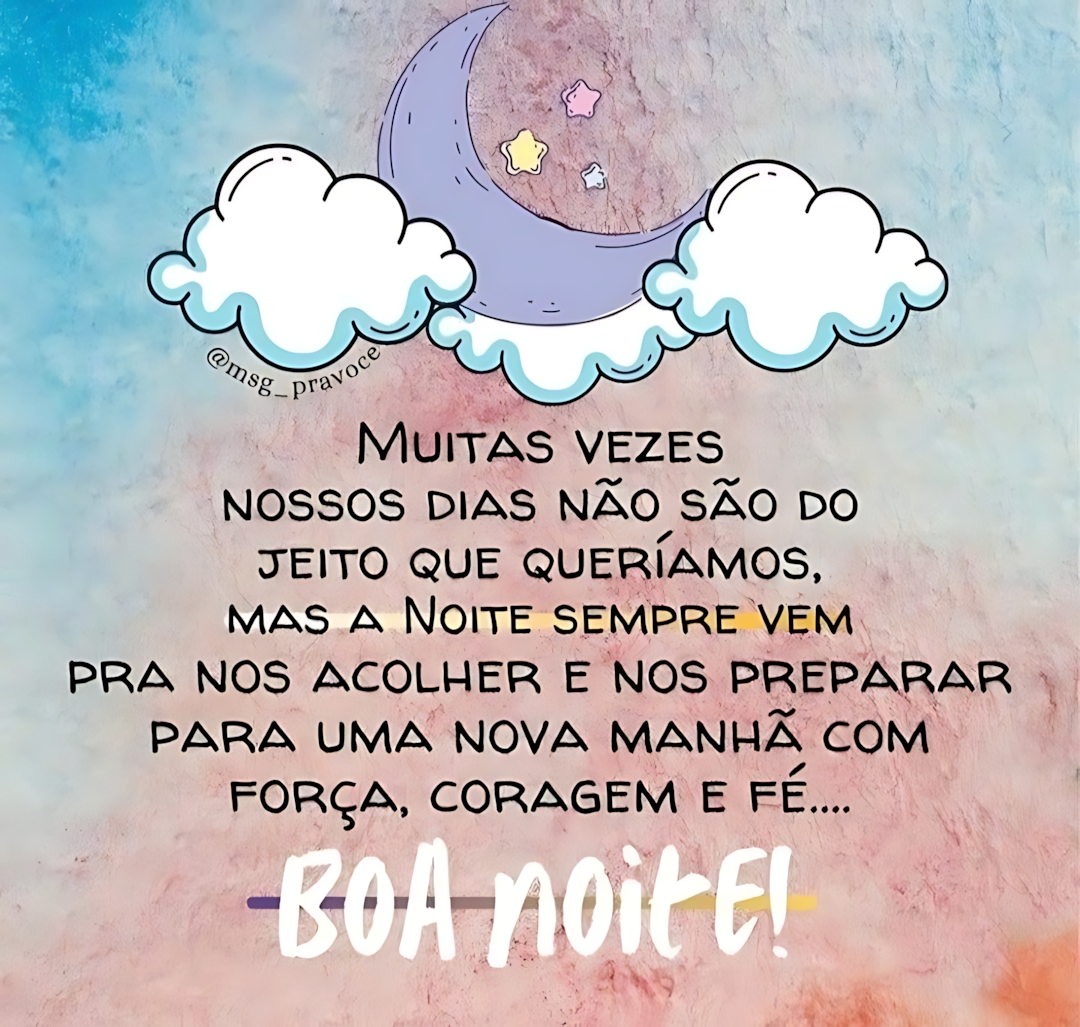 @msg_pravoce
Muitas vezes
nossos dias não são do
jeito que queríamos,
mas a Noite sempre vem
pra nos acolher e nos preparar
para uma nova manhã com
força, coragem e fé....
BOA NOITE!